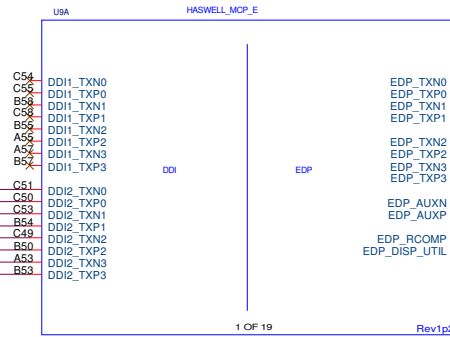 U9A
HASWELL_MCP_E
C54 DDI1_TXN0 EDP_TXN0
C55 DDI1_TXP0 EDP_TXP0
B58 DDI1_TXN1 EDP_TXN1
C58 DDI1_TXP1 EDP_TXP1
B55 DDI1_TXN2
A55 DDI1_TXP2 EDP_TXN2
A57 DDI1_TXN3 EDP_TXP2
B57 DDI1_TXP3 EDP_TXN3
DDI EDP EDP_TXP3
C51 DDI2_TXN0
C50 DDI2_TXP0 EDP_AUXN
C53 DDI2_TXN1 EDP_AUXP
B54 DDI2_TXP1
C49 DDI2_TXN2 EDP_RCOMP
B50 DDI2_TXP2 EDP_DISP_UTIL
A53 DDI2_TXN3
B53 DDI2_TXP3
1 OF 19
Rev1p2